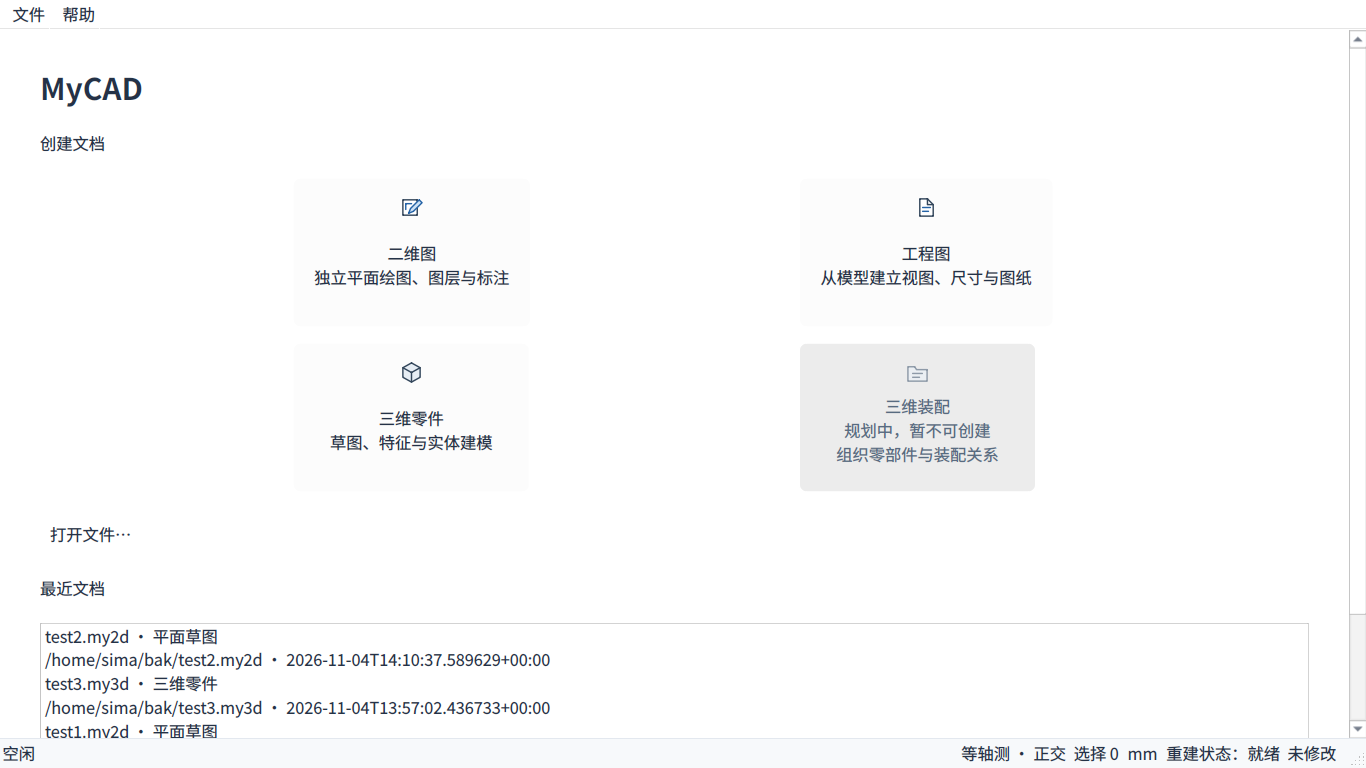 文件 帮助
MyCAD
创建文档
二维图
独立平面绘图、图层与标注
工程图
从模型建立视图、尺寸与图纸
三维零件
草图、特征与实体建模
三维装配
规划中，暂不可创建
组织零部件与装配关系
打开文件…
最近文档
test2.my2d • 平面草图
/home/sima/bak/test2.my2d • 2026-11-04T14:10:37.589629+00:00
test3.my3d • 三维零件
/home/sima/bak/test3.my3d • 2026-11-04T13:57:02.436733+00:00
test1.my2d • 平面草图
空闲 等轴测 • 正交 选择 0 mm 重建状态：就绪 未修改